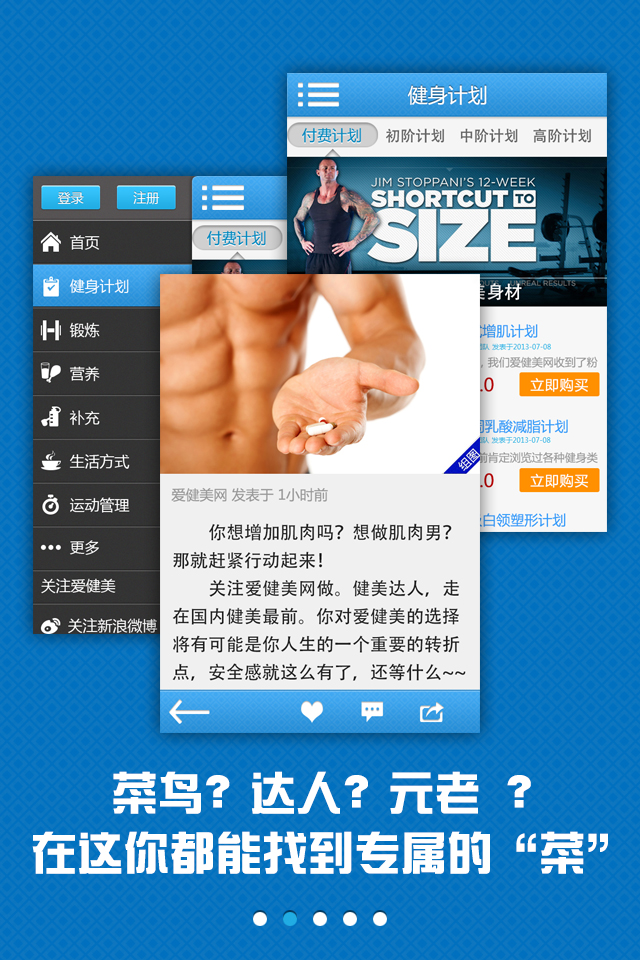 健身计划
付费计划 初阶计划 中阶计划 高阶计划
JIM STOPPANI'S 12-WEEK
SHORTCUT TO
SIZE
UNREAL RESULTS
美身材
增肌计划
发表于2013-07-08
，我们爱健美网收到了粉
.0 立即购买
乳酸减脂计划
发表于2013-07-08
前肯定浏览过各种健身类
.0 立即购买
白领塑形计划
登录 注册
首页
健身计划
锻炼
营养
补充
生活方式
运动管理
更多
关注爱健美
关注新浪微博
付费计划
组图
爱健美网 发表于 1小时前
你想增加肌肉吗？想做肌肉男？
那就赶紧行动起来！
关注爱健美网做。健美达人，走
在国内健美最前。你对爱健美的选择
将有可能是你人生的一个重要的转折
点，安全感就这么有了，还等什么~~
菜鸟？达人？元老 ？
在这你都能找到专属的“菜”